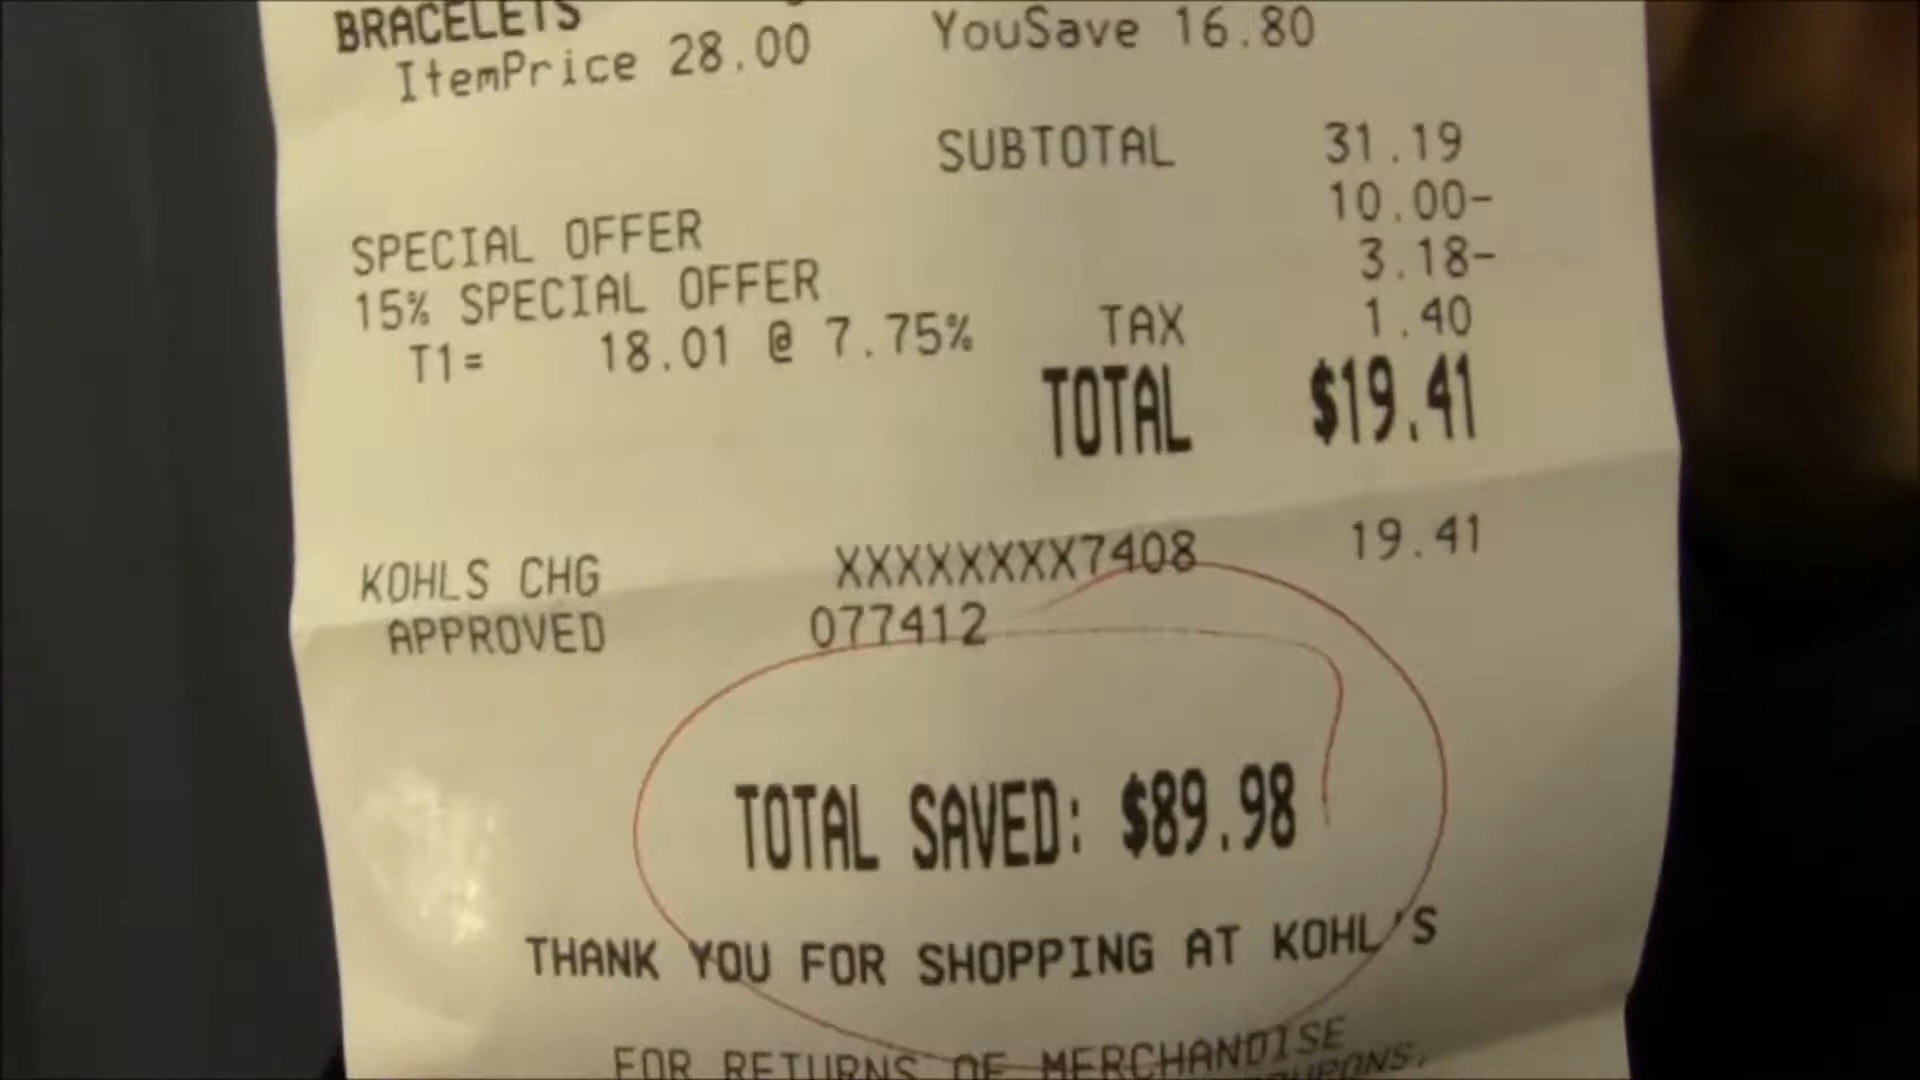 BRACELETS
ItemPrice 28.00 YouSave 16.80
SUBTOTAL 31.19
SPECIAL OFFER 10.00-
15% SPECIAL OFFER 3.18-
T1= 18.01 @ 7.75% TAX 1.40
TOTAL $19.41
KOHLS CHG XXXXXXXX7408 19.41
APPROVED 077412
TOTAL SAVED: $89.98
THANK YOU FOR SHOPPING AT KOHL'S
FOR RETURNS OF MERCHANDISE
COUPONS,